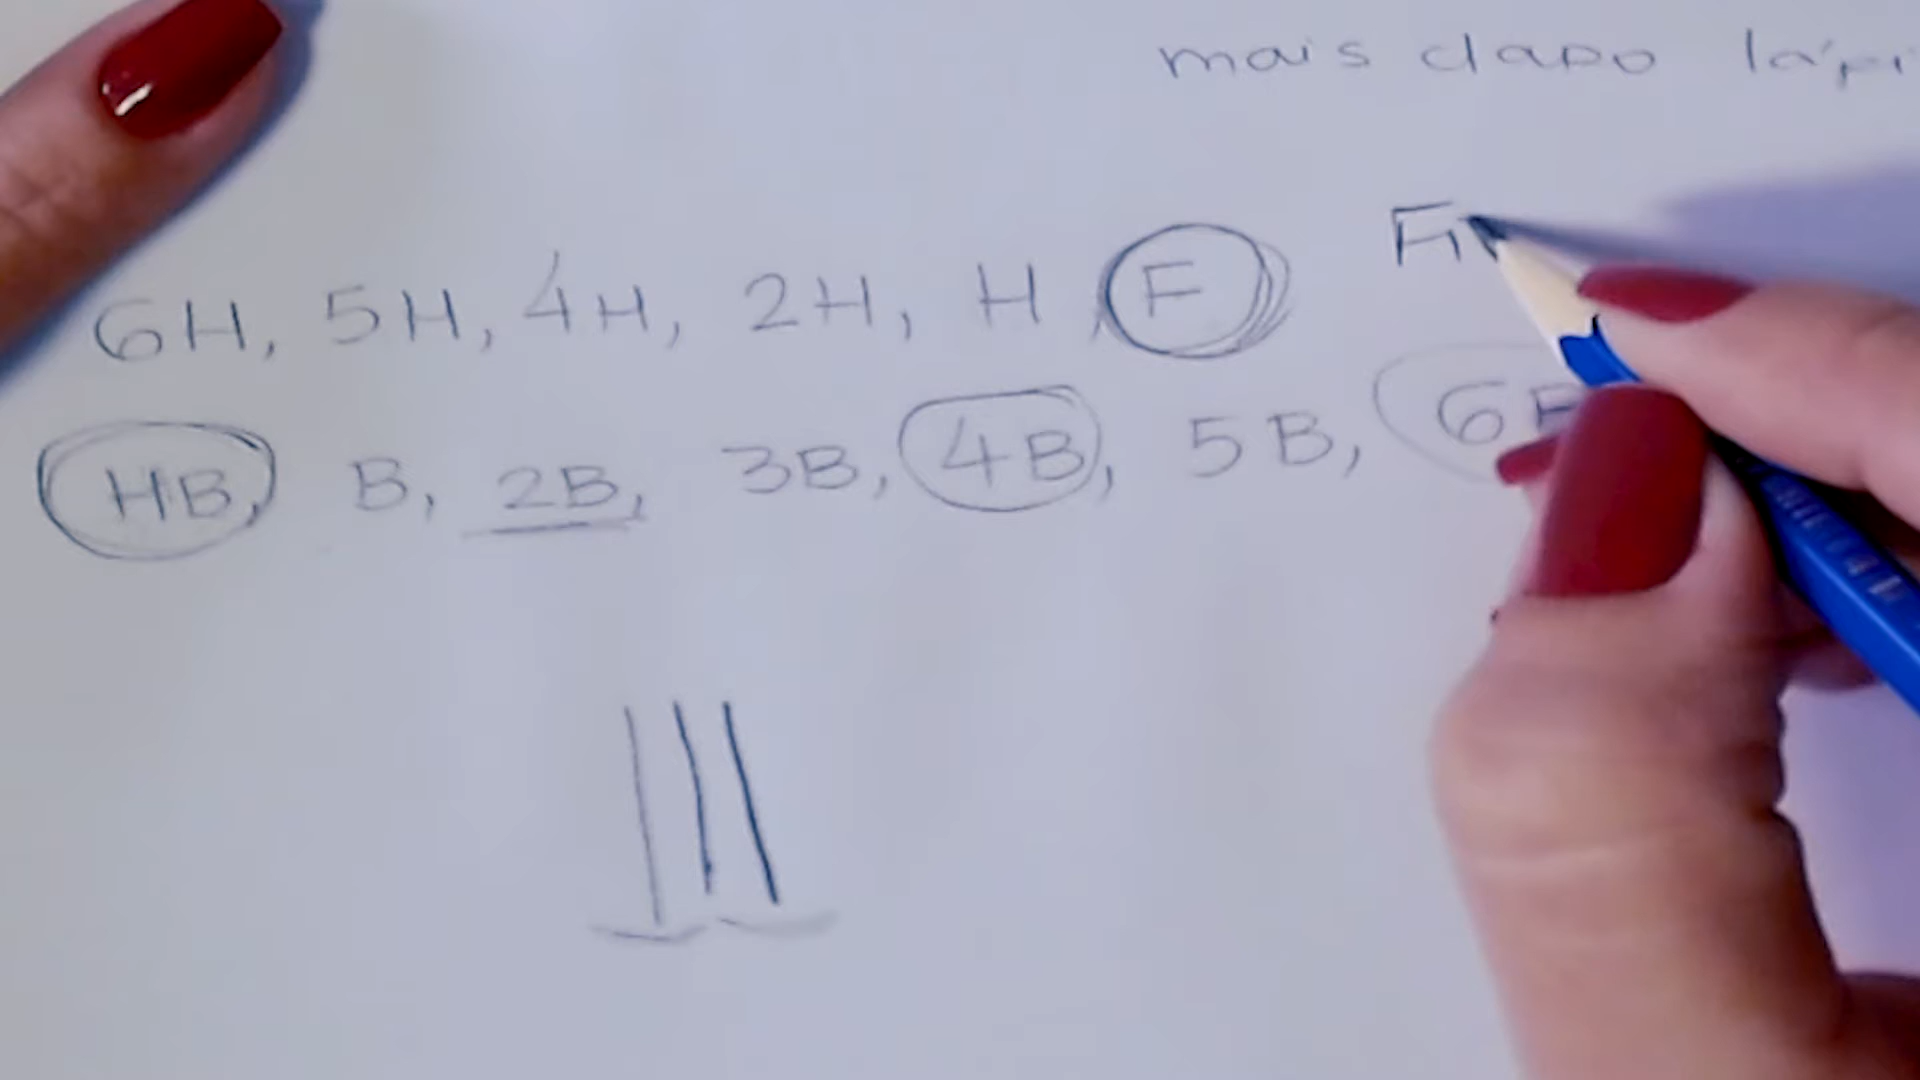 mais claro
6H, 5H, 4H, 2H, H, F
HB, B, 2B, 3B, 4B, 5B,